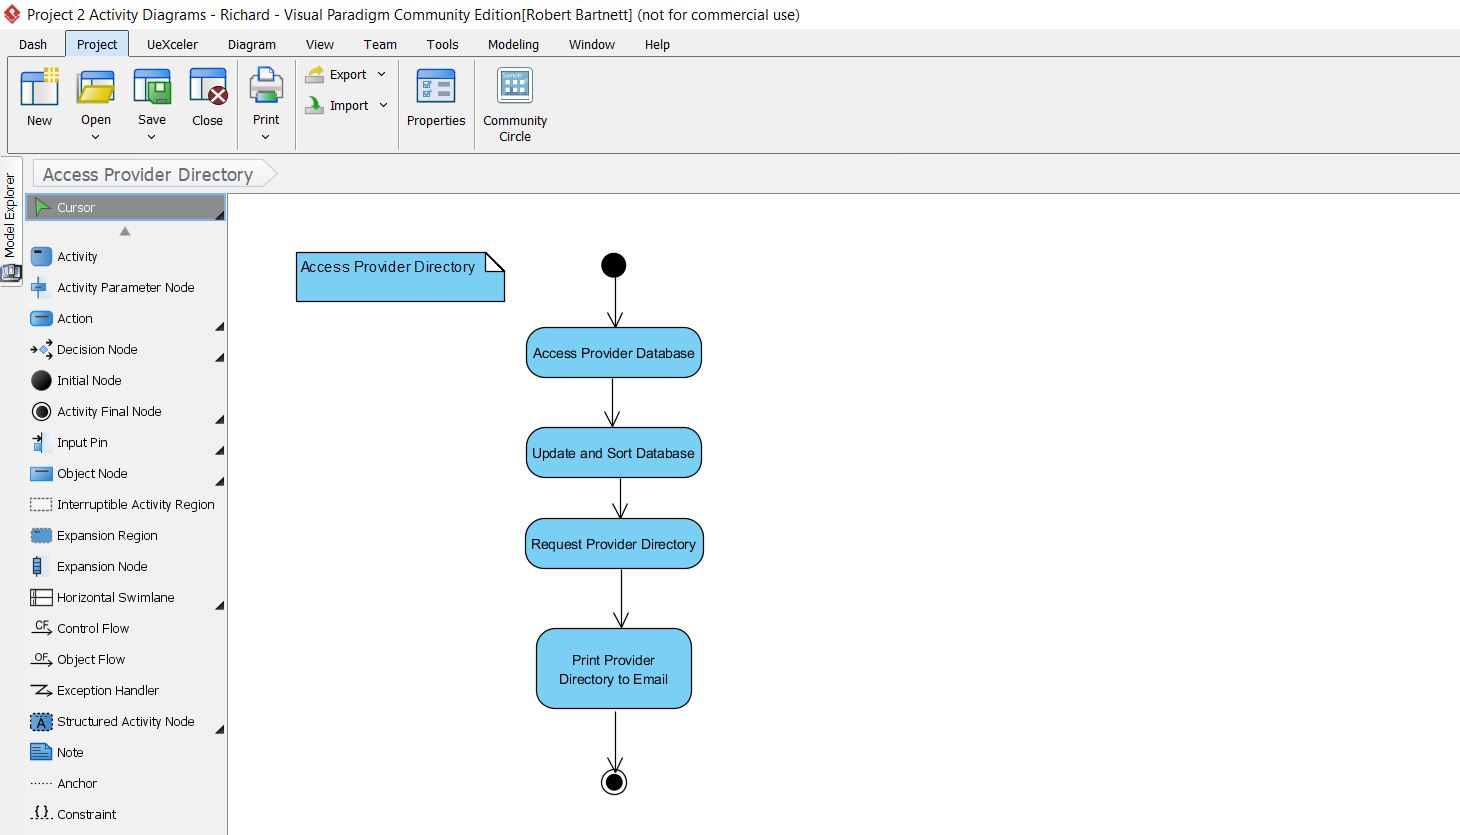 Project 2 Activity Diagrams - Richard - Visual Paradigm Community Edition[Robert Bartnett] (not for commercial use)
Dash Project UeXceler Diagram View Team Tools Modeling Window Help
New Open Save Close Print Export Import Properties Community Circle
Model Explorer
Access Provider Directory
Cursor
Activity
Activity Parameter Node
Action
Decision Node
Initial Node
Activity Final Node
Input Pin
Object Node
Interruptible Activity Region
Expansion Region
Expansion Node
Horizontal Swimlane
CF
Control Flow
OF
Object Flow
Exception Handler
A
Structured Activity Node
Note
Anchor
{} Constraint
Access Provider Directory
Access Provider Database
Update and Sort Database
Request Provider Directory
Print Provider
Directory to Email